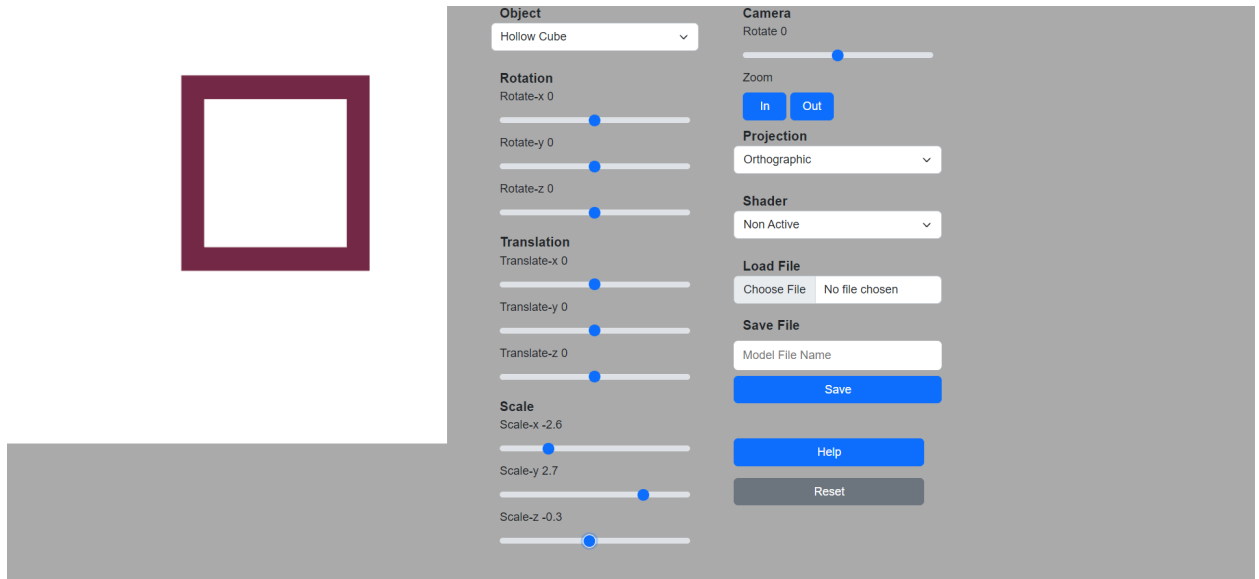 Object
Hollow Cube
Rotation
Rotate-x 0
Rotate-y 0
Rotate-z 0
Translation
Translate-x 0
Translate-y 0
Translate-z 0
Scale
Scale-x -2.6
Scale-y 2.7
Scale-z -0.3
Camera
Rotate 0
Zoom
In Out
Projection
Orthographic
Shader
Non Active
Load File
Choose File No file chosen
Save File
Model File Name
Save
Help
Reset